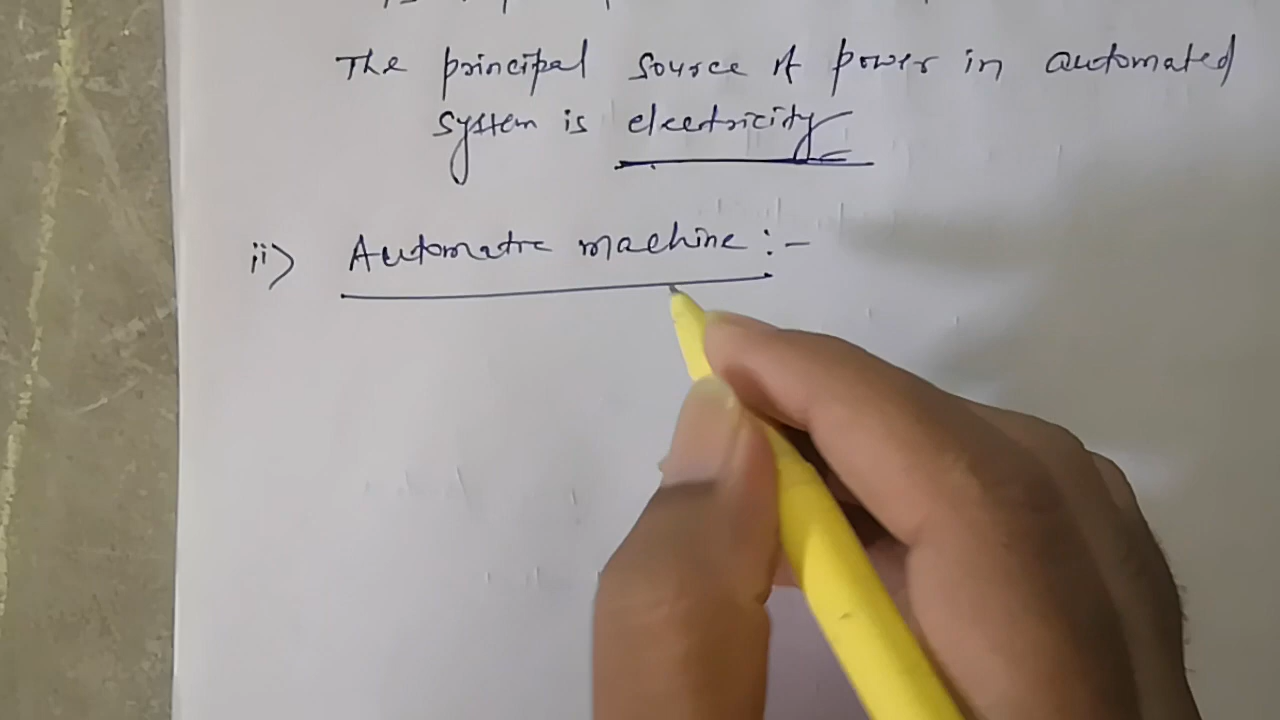 The principal source of power in automated
system is electricity
ii) Automatic machine :-